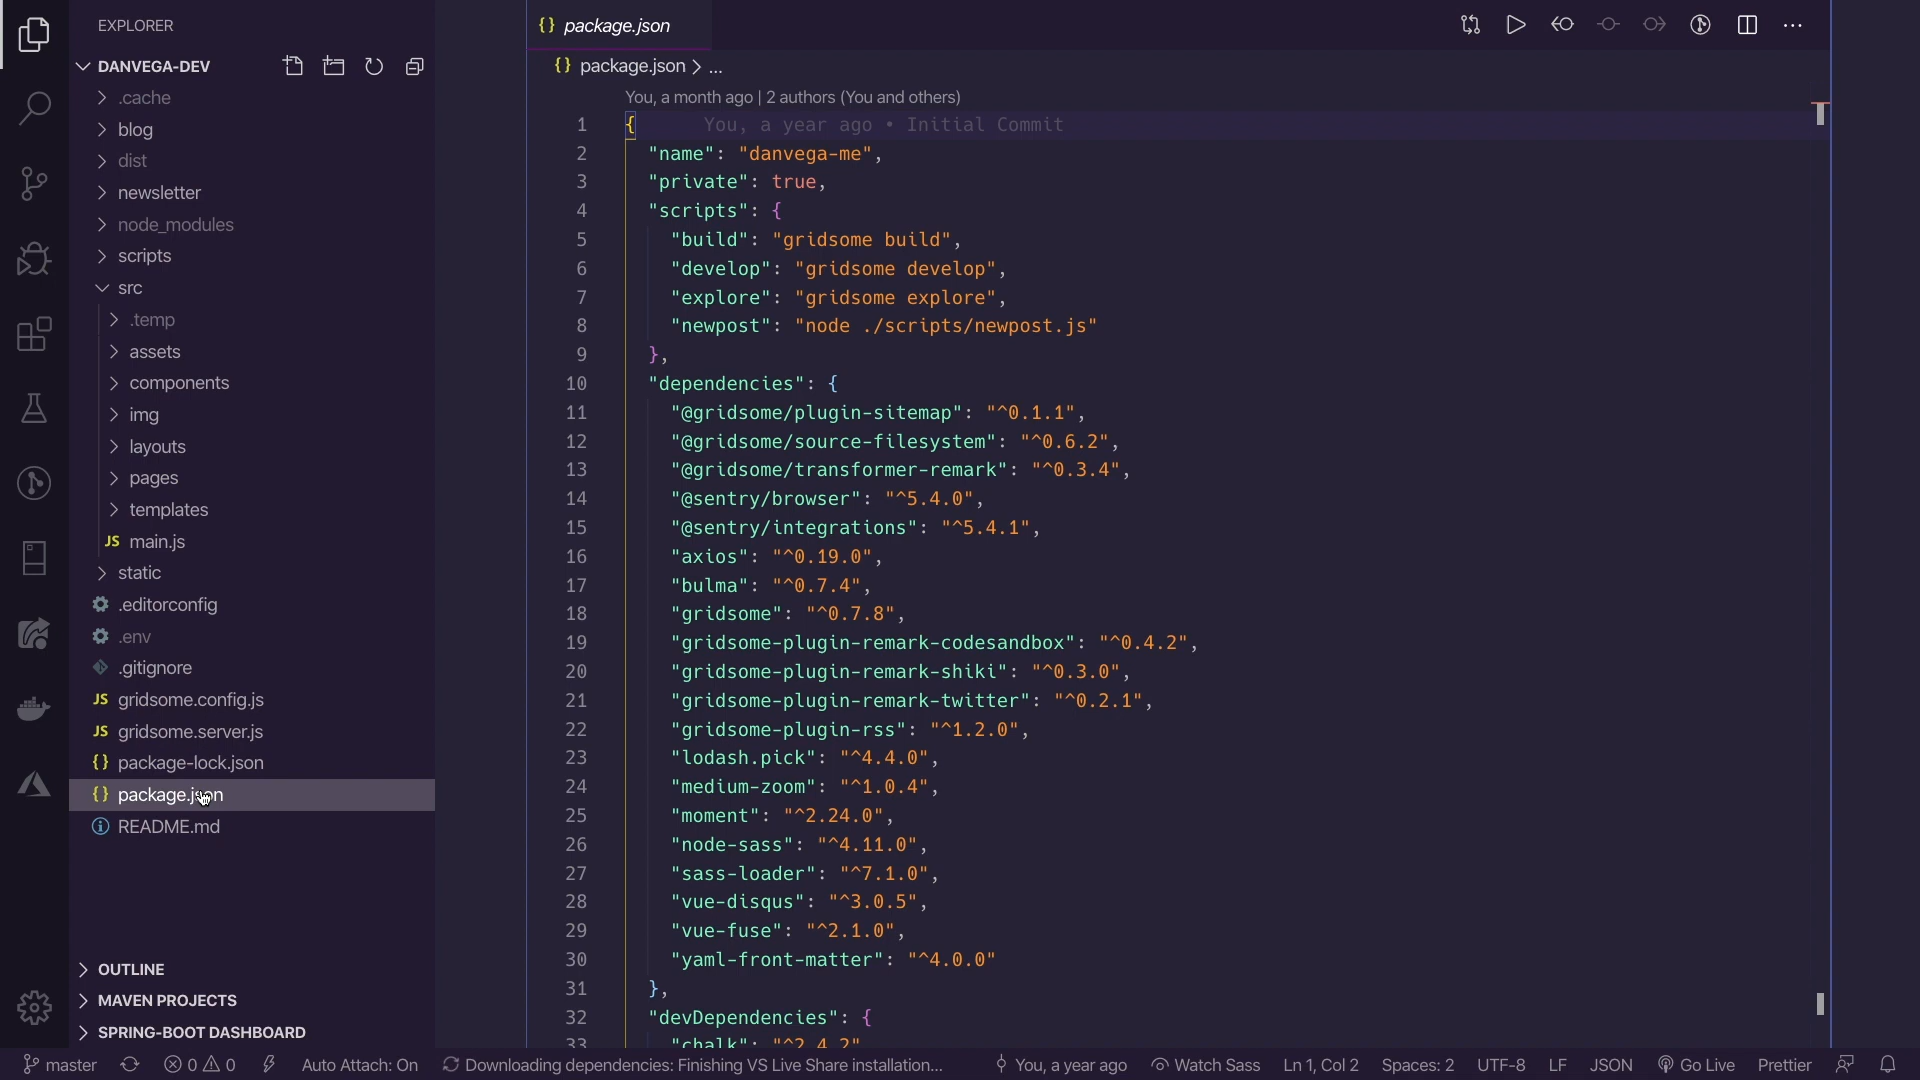 EXPLORER
DANVEGA-DEV
.cache
blog
dist
newsletter
node_modules
scripts
src
.temp
assets
components
img
layouts
pages
templates
JS main.js
static
.editorconfig
.env
.gitignore
JS gridsome.config.js
JS gridsome.server.js
{} package-lock.json
{} package.json
README.md
OUTLINE
MAVEN PROJECTS
SPRING-BOOT DASHBOARD
{} package.json
{} package.json > ...
You, a month ago | 2 authors (You and others)
1 { You, a year ago • Initial Commit
2 "name": "danvega-me",
3 "private": true,
4 "scripts": {
5 "build": "gridsome build",
6 "develop": "gridsome develop",
7 "explore": "gridsome explore",
8 "newpost": "node ./scripts/newpost.js"
9 },
10 "dependencies": {
11 "@gridsome/plugin-sitemap": "^0.1.1",
12 "@gridsome/source-filesystem": "^0.6.2",
13 "@gridsome/transformer-remark": "^0.3.4",
14 "@sentry/browser": "^5.4.0",
15 "@sentry/integrations": "^5.4.1",
16 "axios": "^0.19.0",
17 "bulma": "^0.7.4",
18 "gridsome": "^0.7.8",
19 "gridsome-plugin-remark-codesandbox": "^0.4.2",
20 "gridsome-plugin-remark-shiki": "^0.3.0",
21 "gridsome-plugin-remark-twitter": "^0.2.1",
22 "gridsome-plugin-rss": "^1.2.0",
23 "lodash.pick": "^4.4.0",
24 "medium-zoom": "^1.0.4",
25 "moment": "^2.24.0",
26 "node-sass": "^4.11.0",
27 "sass-loader": "^7.1.0",
28 "vue-disqus": "^3.0.5",
29 "vue-fuse": "^2.1.0",
30 "yaml-front-matter": "^4.0.0"
31 },
32 "devDependencies": {
33 "chalk": "^2.4.2"
master 0 0 Auto Attach: On Downloading dependencies: Finishing VS Live Share installation... You, a year ago Watch Sass Ln 1, Col 2 Spaces: 2 UTF-8 LF JSON Go Live Prettier